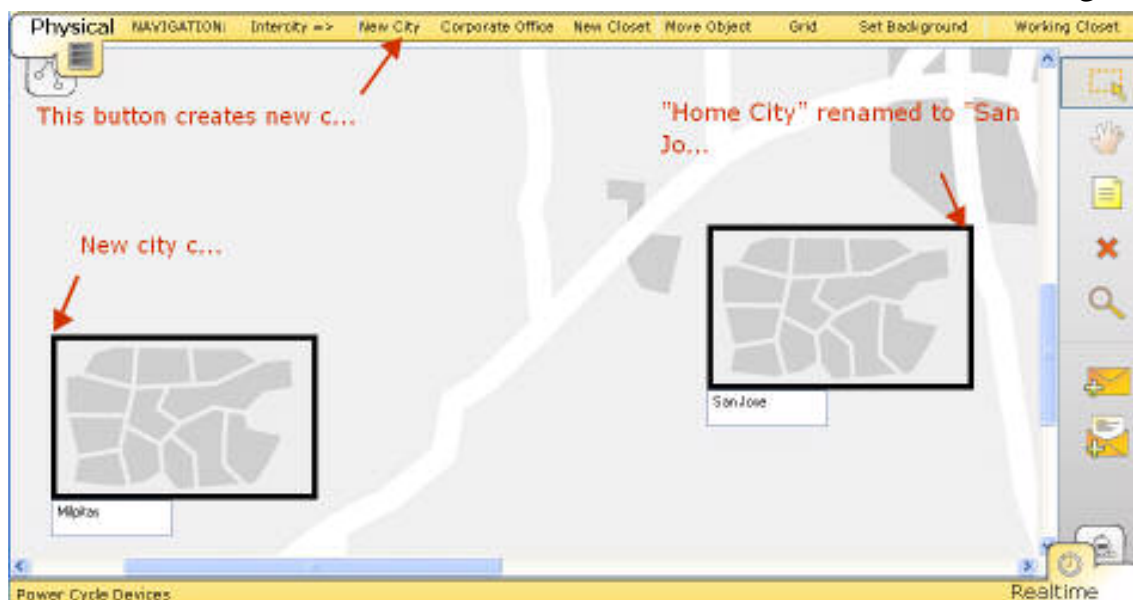 Physical NAVIGATION: Intercity => New City Corporate Office New Closet Move Object Grid Set Background Working Closet
This button creates new c...
"Home City" renamed to "San
Jo...
New city c...
San Jose
Milpitas
Power Cycle Devices
Realtime